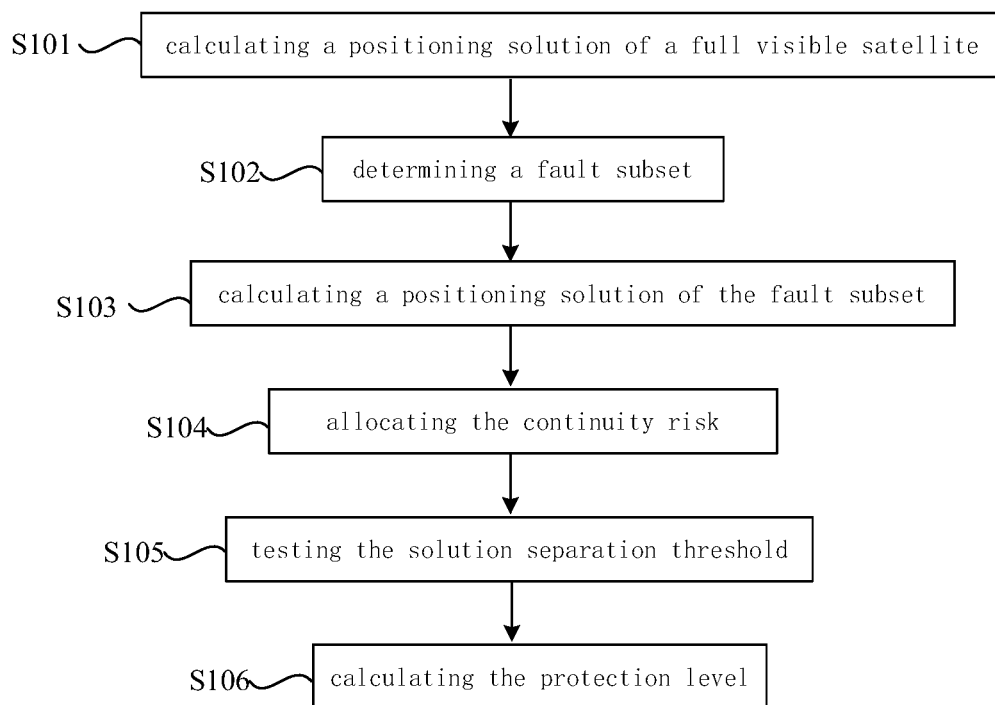 S101 calculating a positioning solution of a full visible satellite
S102 determining a fault subset
S103 calculating a positioning solution of the fault subset
S104 allocating the continuity risk
S105 testing the solution separation threshold
S106 calculating the protection level